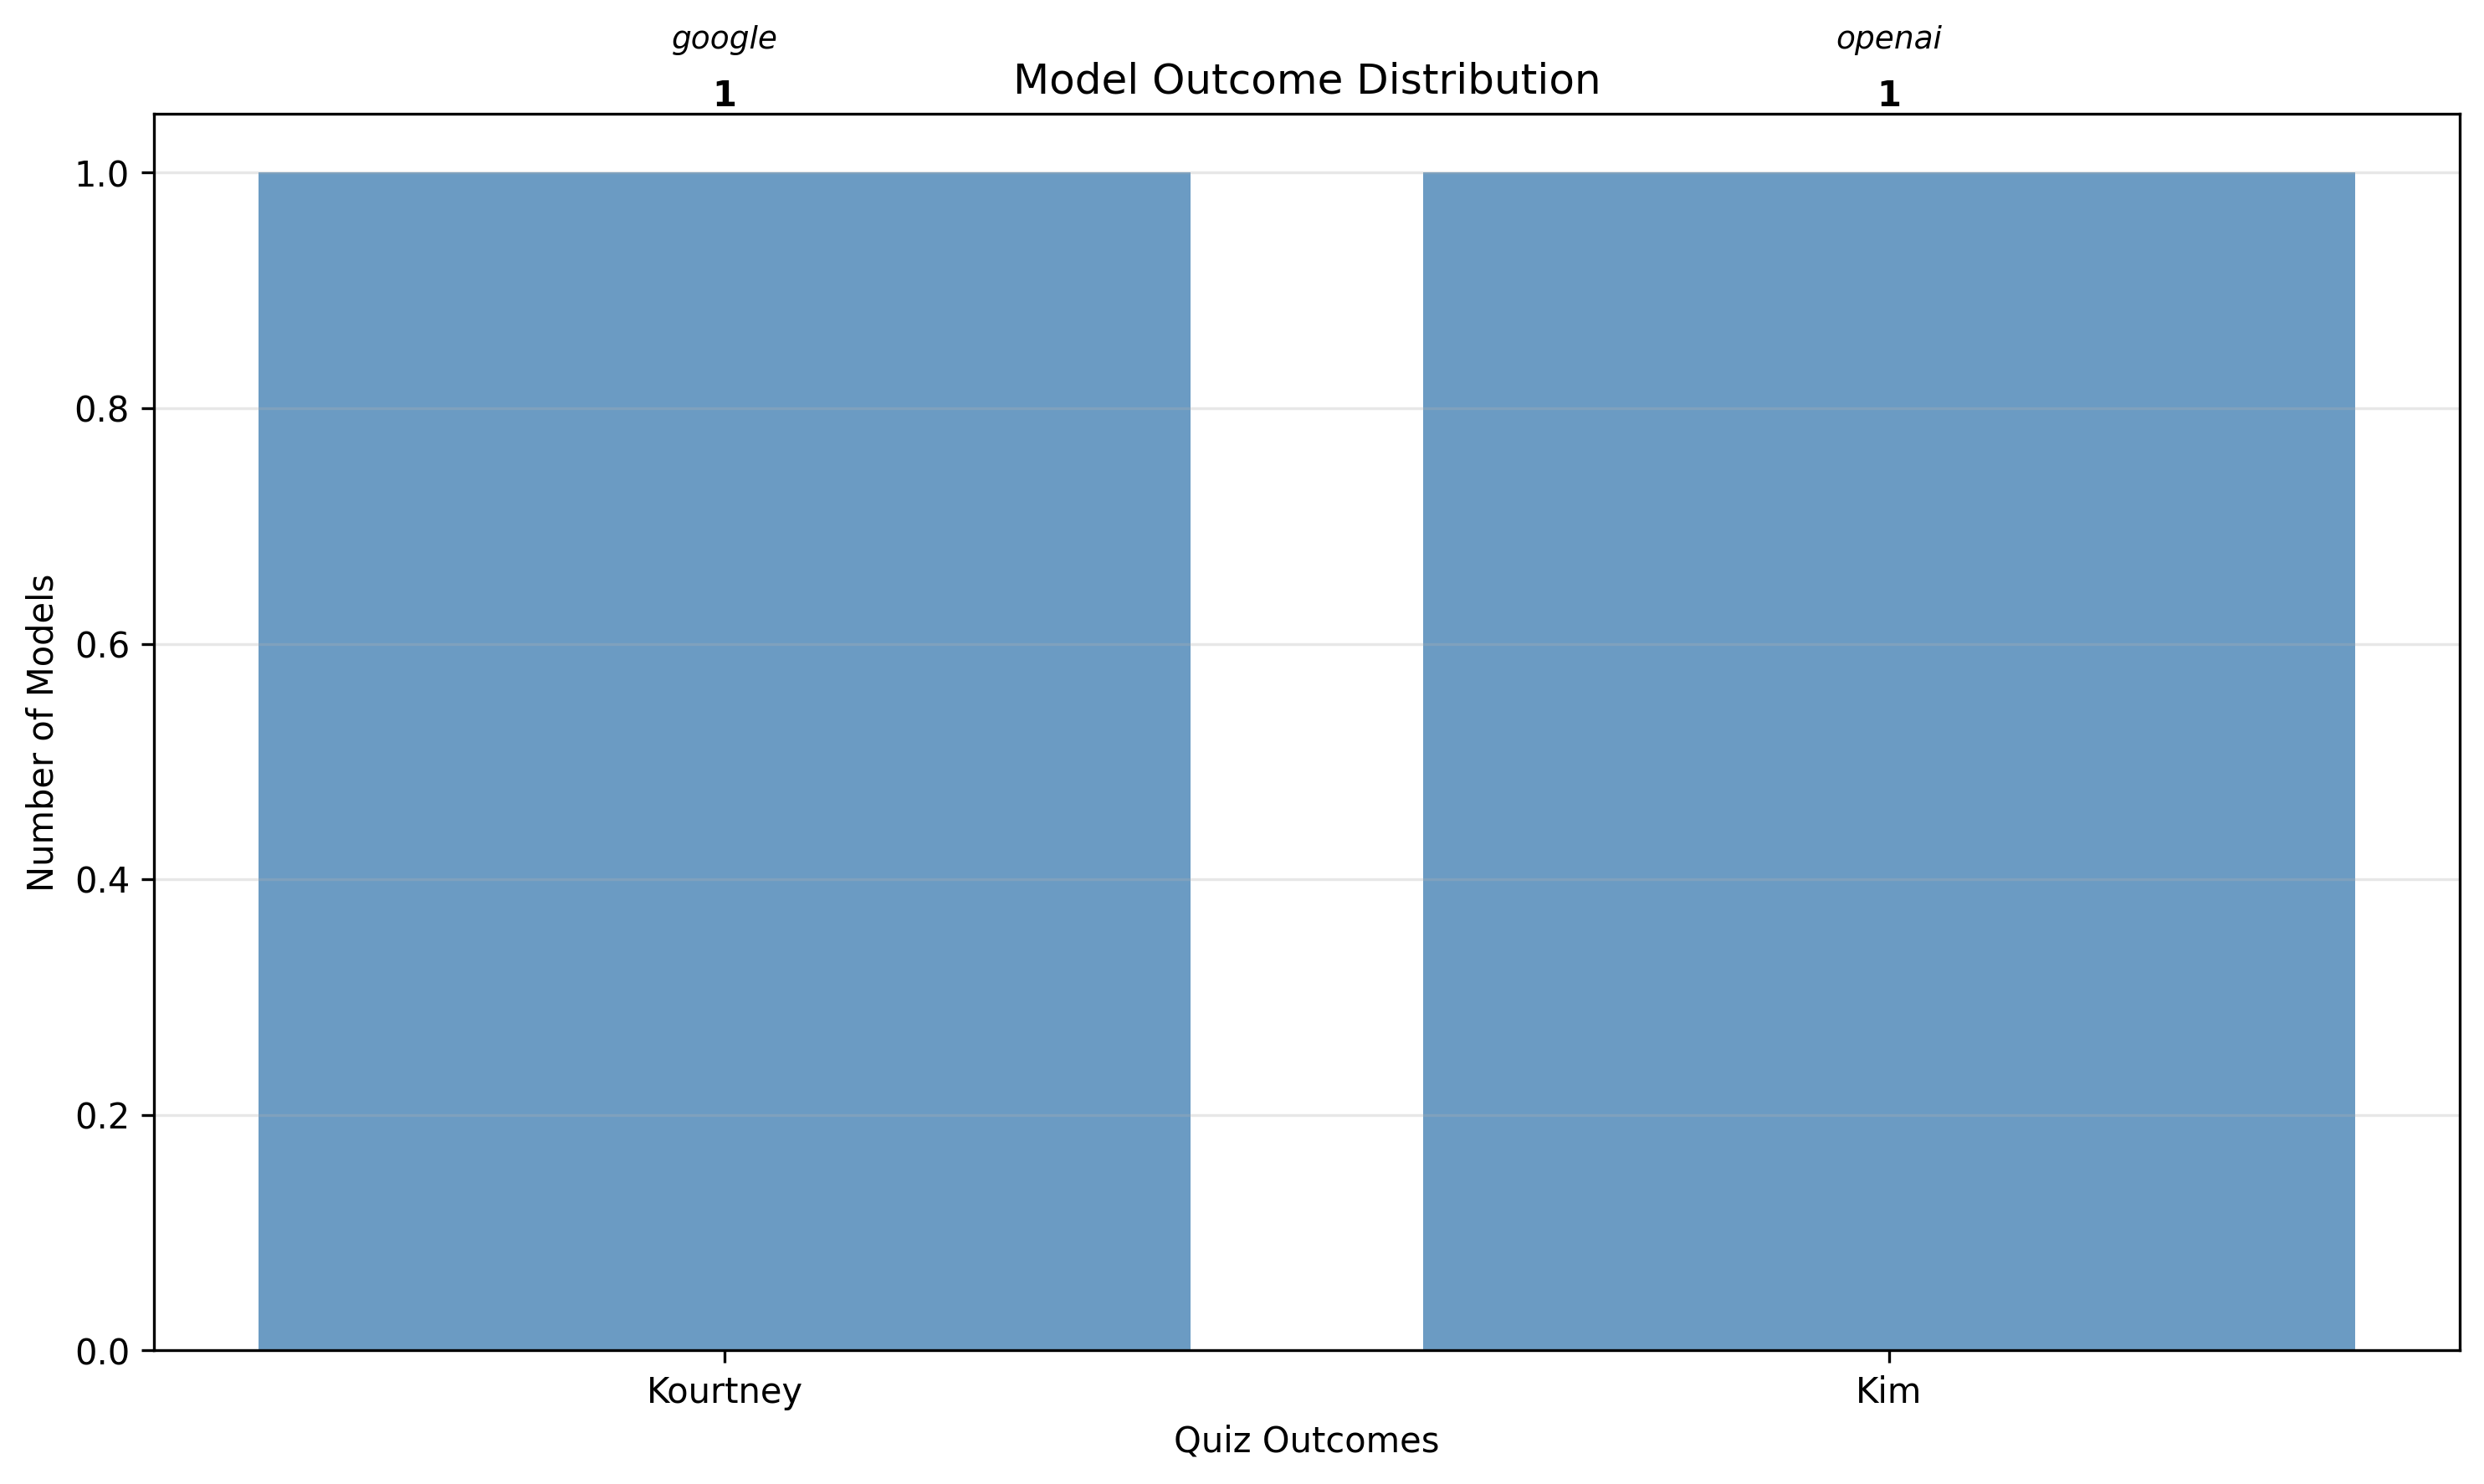 google
openai
1
Model Outcome Distribution
1
1.0
0.8
0.6
0.4
0.2
0.0
Number of Models
Kourtney
Kim
Quiz Outcomes